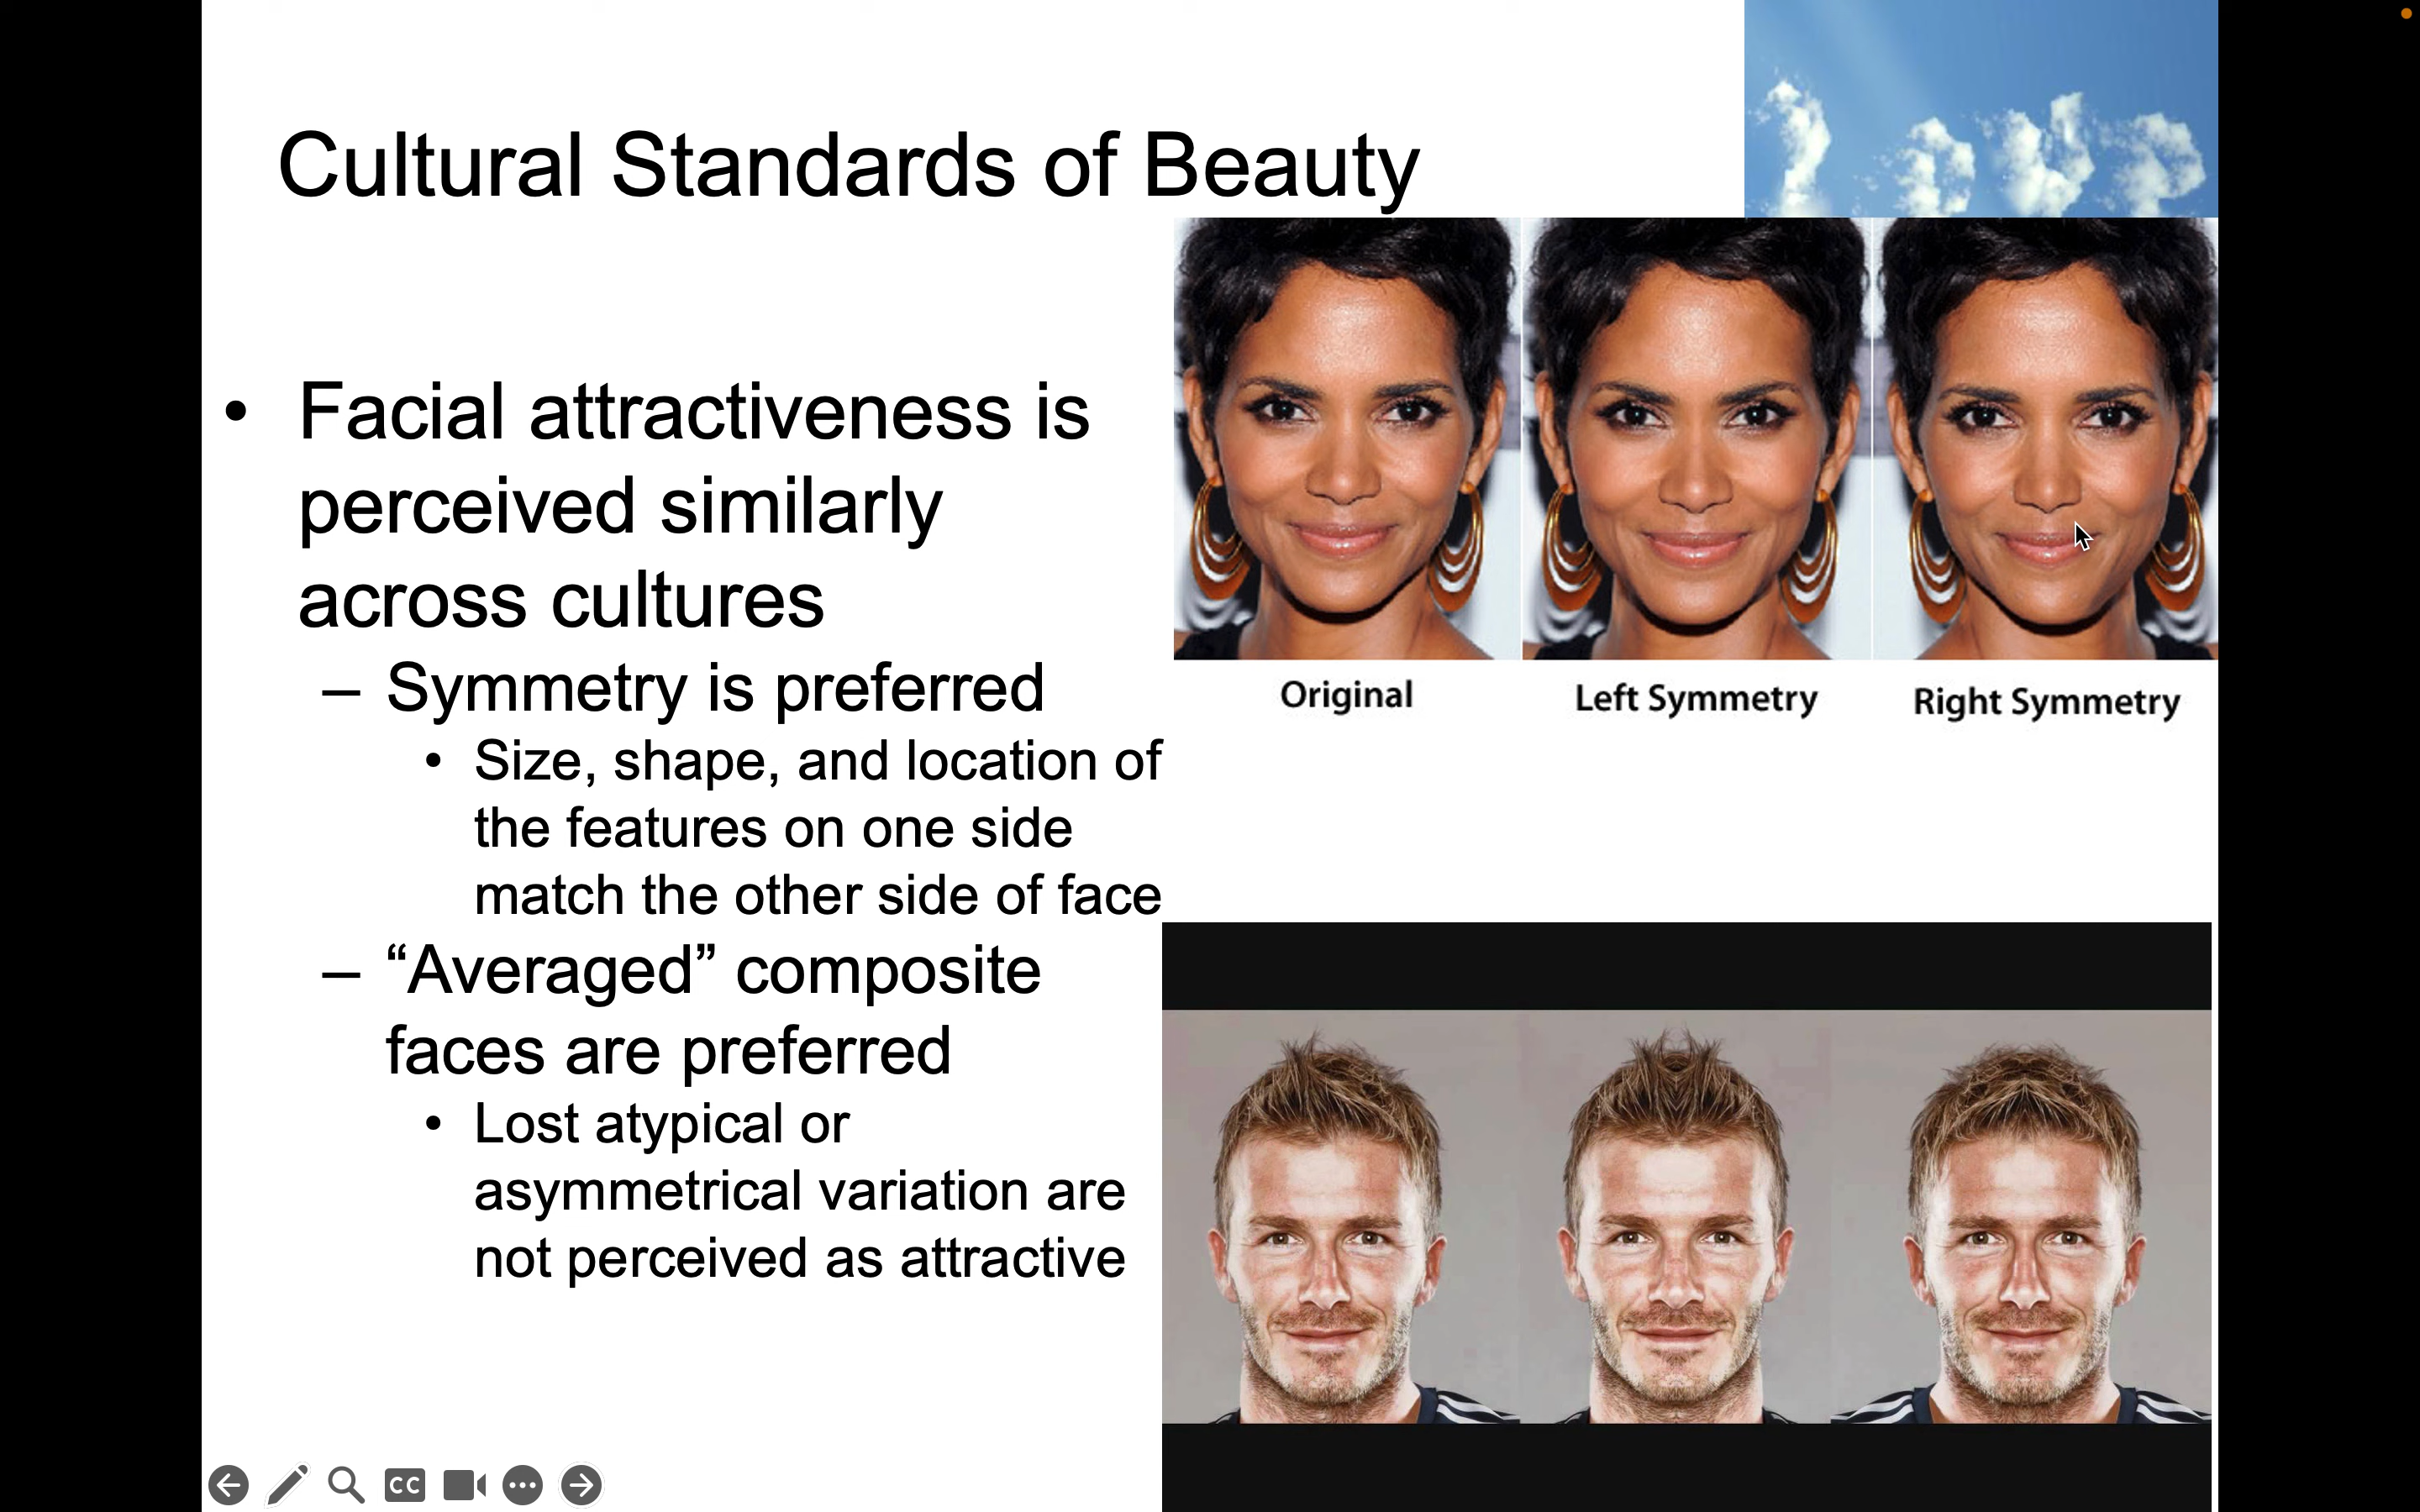 Cultural Standards of Beauty
• Facial attractiveness is
perceived similarly
across cultures
– Symmetry is preferred
• Size, shape, and location of
the features on one side
match the other side of face
– “Averaged” composite
faces are preferred
• Lost atypical or
asymmetrical variation are
not perceived as attractive
Original
Left Symmetry
Right Symmetry
CC